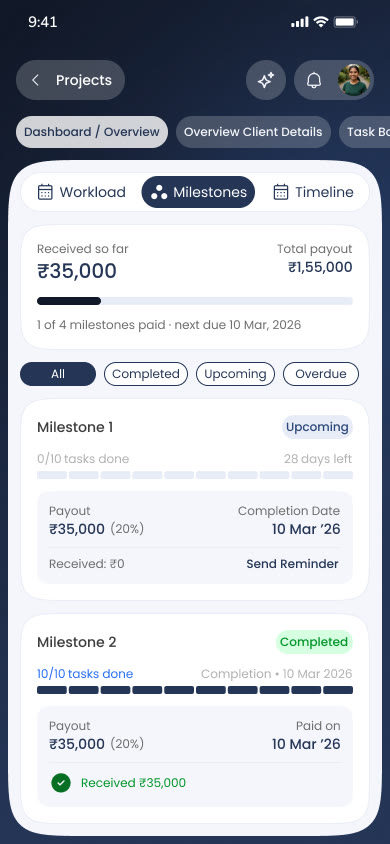 9:41
Projects
Dashboard / Overview
Overview Client Details
Task Bo
Workload
Milestones
Timeline
Received so far
Total payout
₹35,000
₹1,55,000
1 of 4 milestones paid · next due 10 Mar, 2026
All
Completed
Upcoming
Overdue
Milestone 1
Upcoming
0/10 tasks done
28 days left
Payout
Completion Date
₹35,000 (20%)
10 Mar ’26
Received: ₹0
Send Reminder
Milestone 2
Completed
10/10 tasks done
Completion • 10 Mar 2026
Payout
Paid on
₹35,000 (20%)
10 Mar ’26
Received ₹35,000